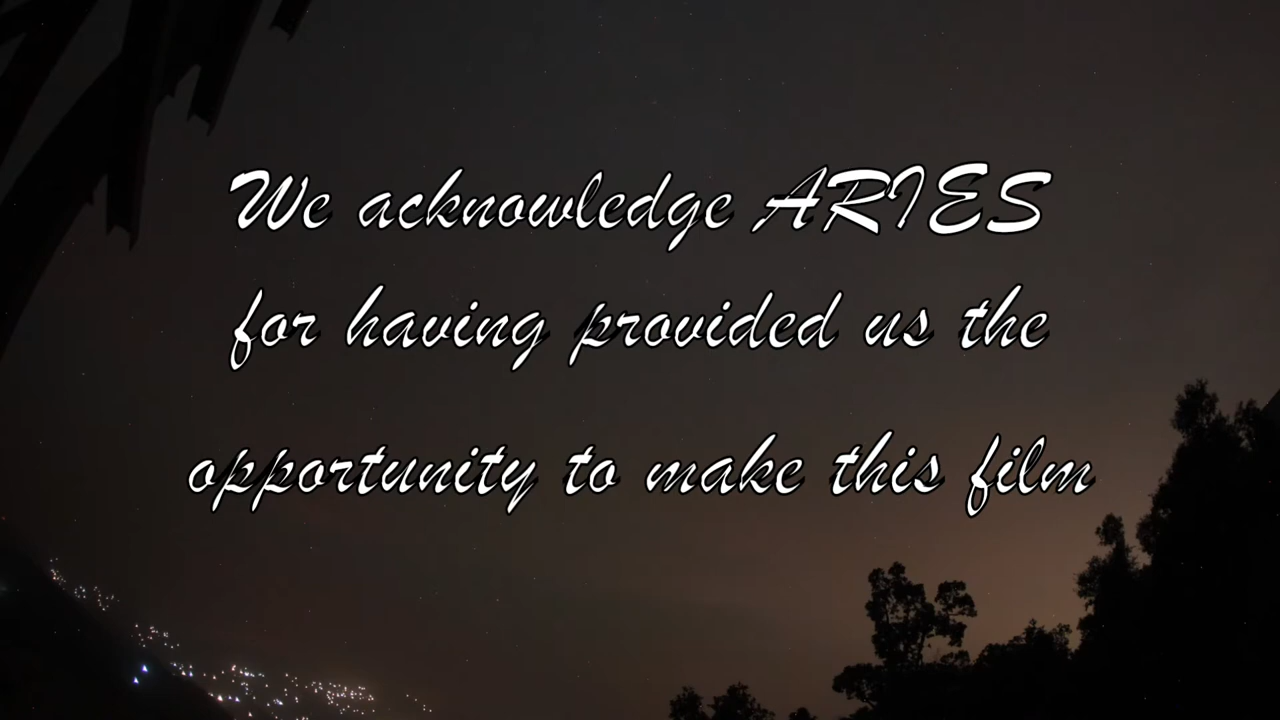 We acknowledge ARIES
for having provided us the
opportunity to make this film